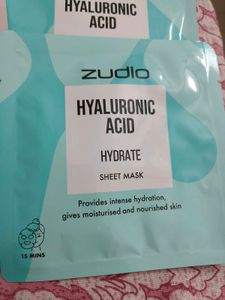 HYALURONIC
ACID
zudio
HYALURONIC
ACID
HYDRATE
SHEET MASK
Provides intense hydration,
gives moisturised and nourished skin
15 MINS